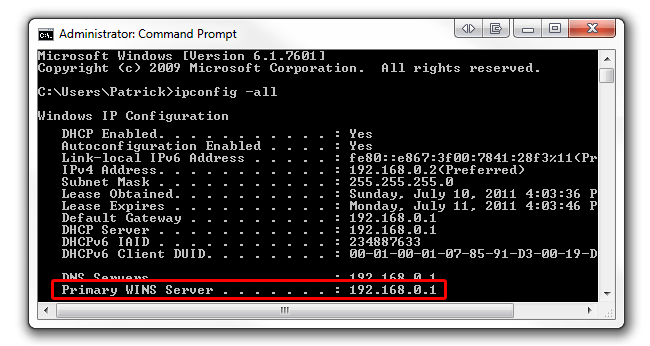 Administrator: Command Prompt
Microsoft Windows [Version 6.1.7601]
Copyright (c) 2009 Microsoft Corporation.  All rights reserved.
C:\Users\Patrick>ipconfig -all
Windows IP Configuration
DHCP Enabled. . . . . . . . . . . : Yes
Autoconfiguration Enabled . . . . : Yes
Link-local IPv6 Address . . . . . : fe80::e867:3f00:7841:28f3%11(Pr
IPv4 Address. . . . . . . . . . . : 192.168.0.2(Preferred)
Subnet Mask . . . . . . . . . . . : 255.255.255.0
Lease Obtained. . . . . . . . . . : Sunday, July 10, 2011 4:03:36 P
Lease Expires . . . . . . . . . . : Monday, July 11, 2011 4:03:46 P
Default Gateway . . . . . . . . . : 192.168.0.1
DHCP Server . . . . . . . . . . . : 192.168.0.1
DHCPv6 IAID . . . . . . . . . . . : 234887633
DHCPv6 Client DUID. . . . . . . . : 00-01-00-01-07-85-91-D3-00-19-D
DNS Servers . . . . . . . . . . . : 192.168.0.1
Primary WINS Server . . . . . . . : 192.168.0.1